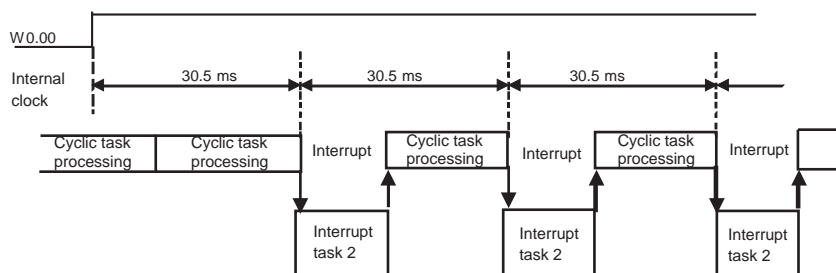 W0.00
Internal
clock
30.5 ms
30.5 ms
30.5 ms
Cyclic task
processing
Cyclic task
processing
Interrupt
Cyclic task
processing
Interrupt
Cyclic task
processing
Interrupt
Interrupt
task 2
Interrupt
task 2
Interrupt
task 2